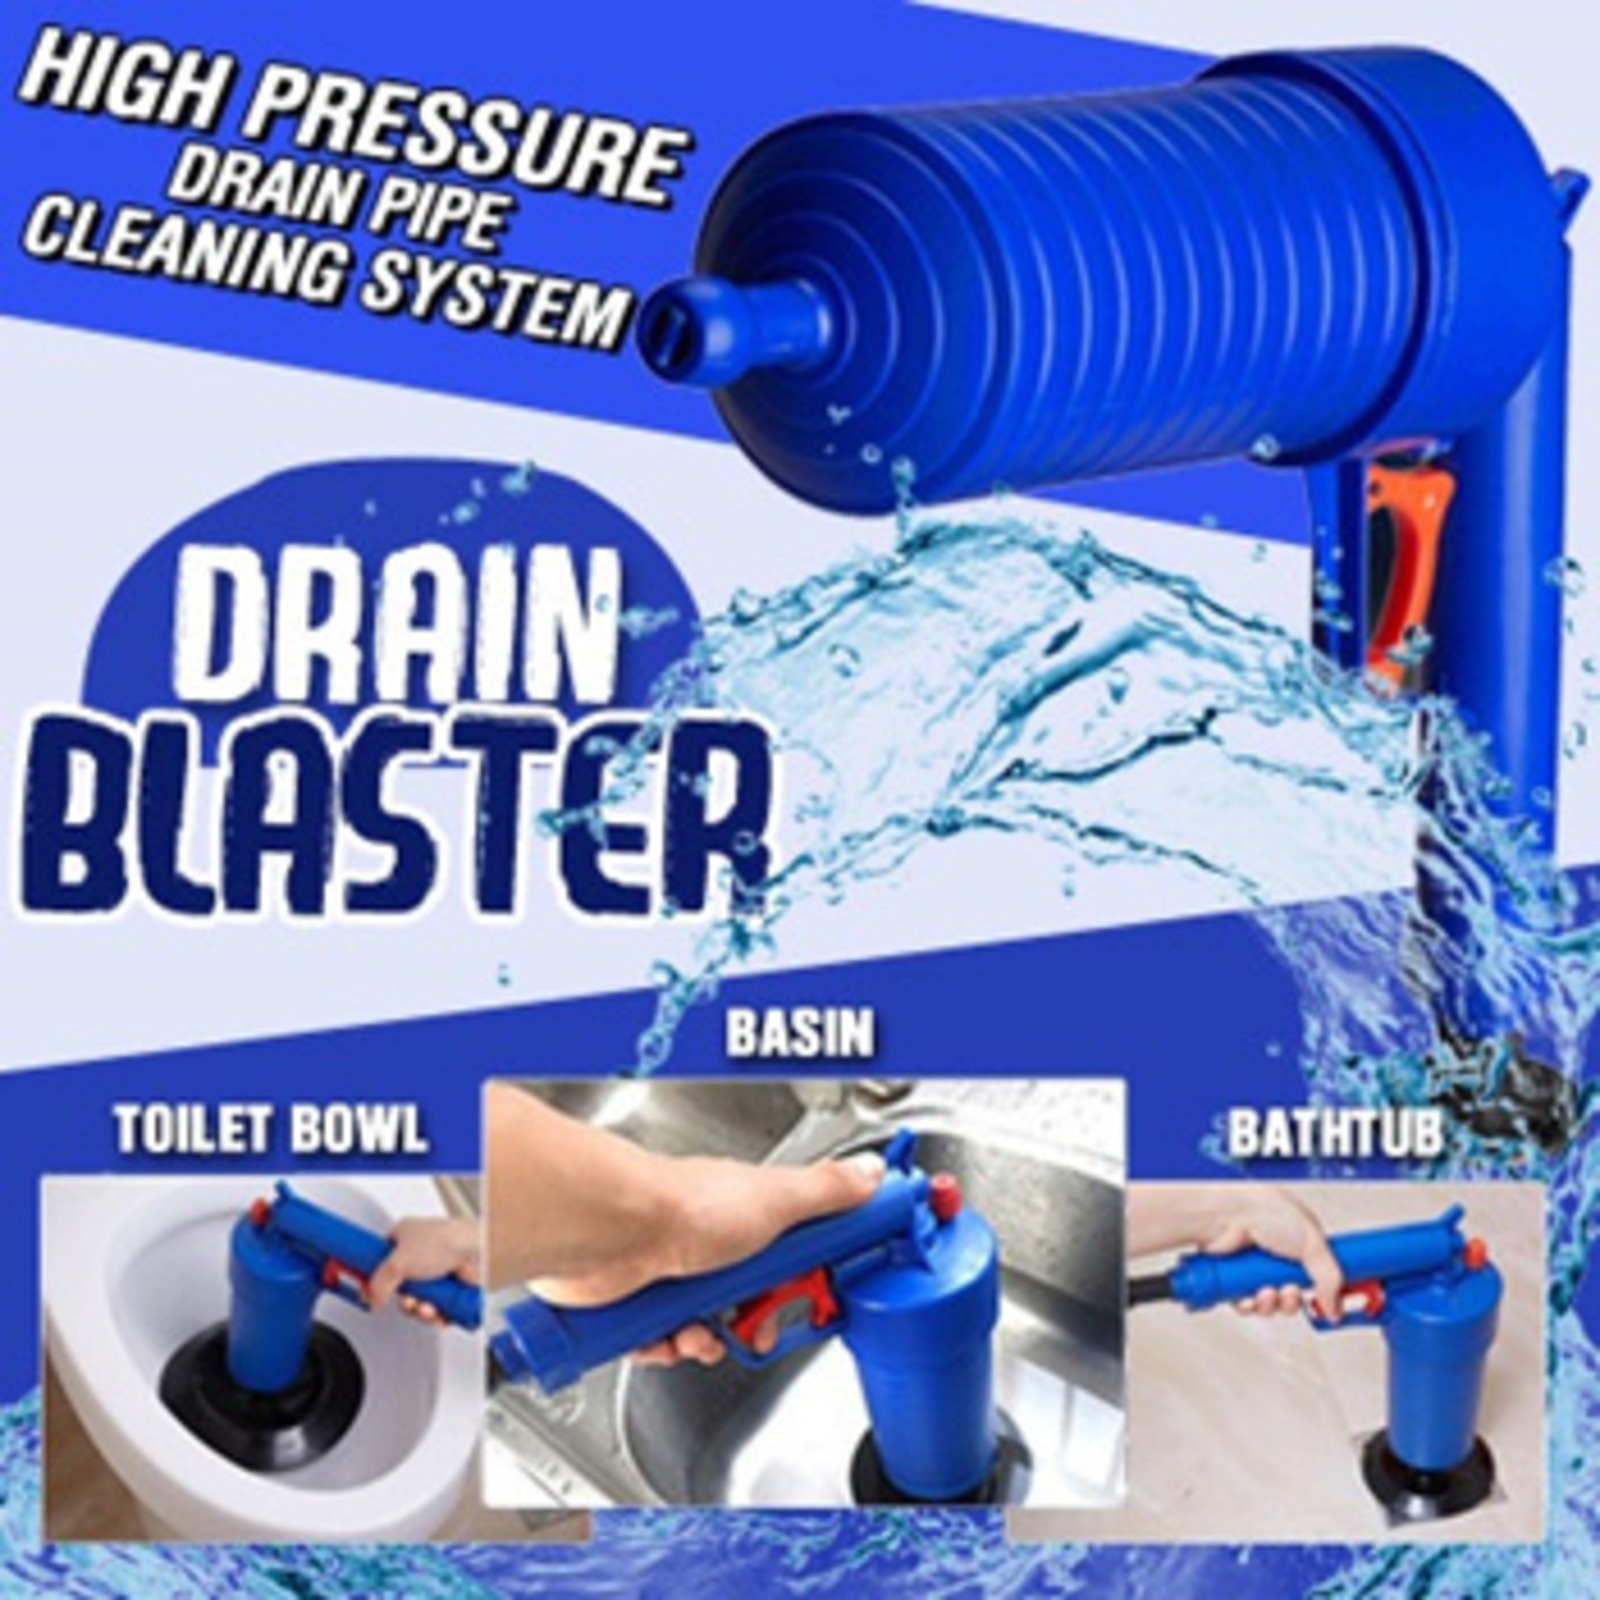 HIGH PRESSURE
DRAIN PIPE
CLEANING SYSTEM
DRAIN
BLASTER
BASIN
TOILET BOWL
BATHTUB